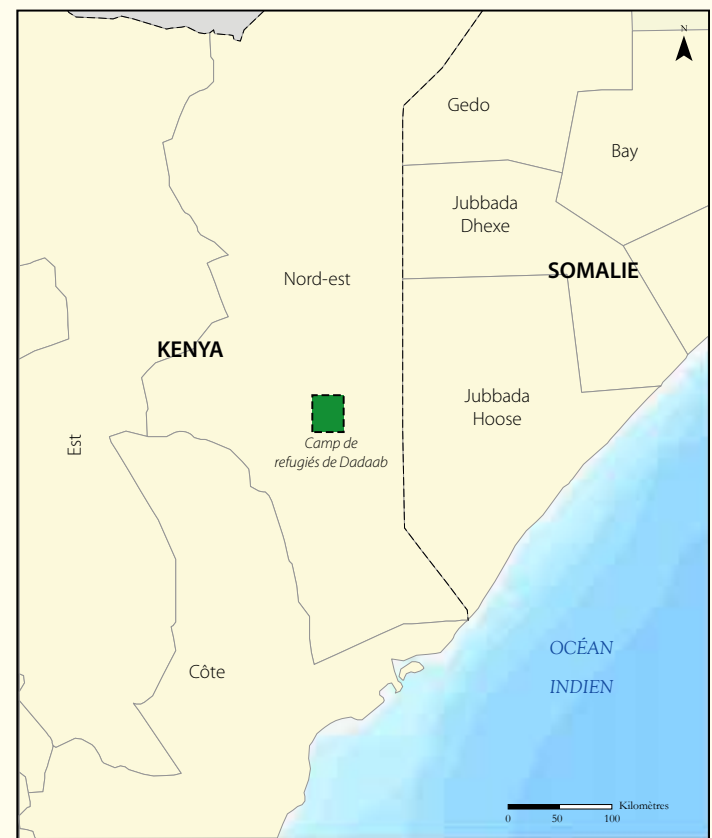 N
Gedo
Bay
Jubbada
Dhexe
SOMALIE
Nord-est
KENYA
Jubbada
Hoose
Camp de
refugiés de Dadaab
Est
OCÉAN
INDIEN
Côte
Kilomètres
0 50 100